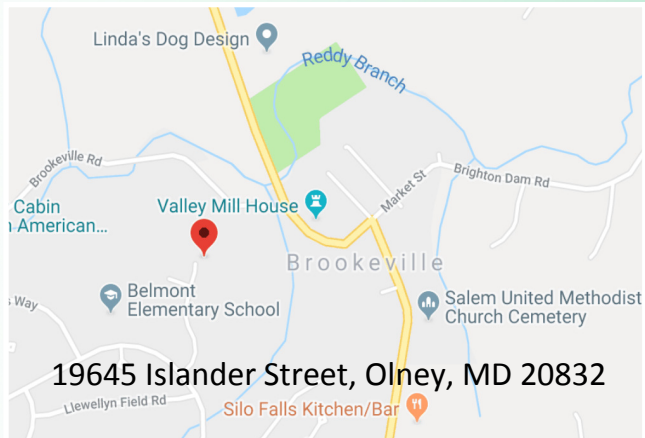 Linda's Dog Design
Reddy Branch
Brookeville Rd
Brighton Dam Rd
Market St
Cabin
American...
Valley Mill House
Brookeville
Belmont
Elementary School
Salem United Methodist
Church Cemetery
Way
19645 Islander Street, Olney, MD 20832
Llewellyn Field Rd
Silo Falls Kitchen/Bar